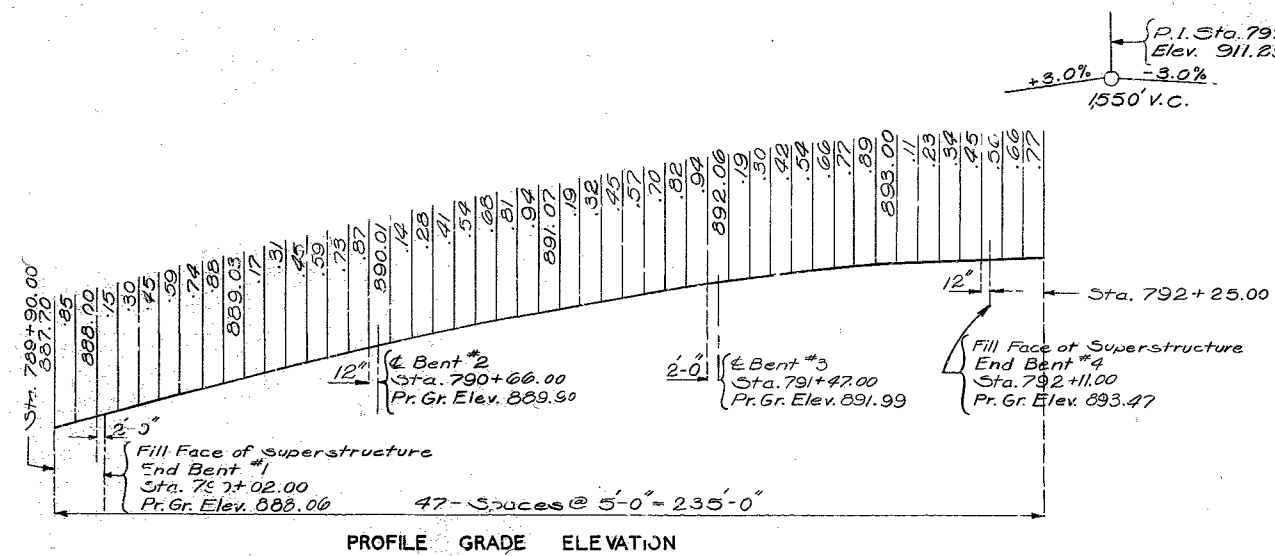 P.I. Sta. 79
Elev. 911.2
+3.0%
-3.0%
1,550' V.C.
Sta. 789+90.00
887.70
.85
888.00
.15
.30
.45
.59
.74
.88
889.03
.17
.31
.45
.59
.73
.87
890.01
.14
.28
.41
.54
.68
.81
.94
891.07
.19
.32
.45
.57
.70
.82
.94
892.06
.19
.30
.42
.54
.66
.77
.89
893.00
.11
.23
.34
.45
.56
.66
.77
12"
Sta. 792+25.00
12"
℄ Bent #2
Sta. 790+66.00
Pr. Gr. Elev. 889.90
2'-0"
℄ Bent #3
Sta. 791+47.00
Pr. Gr. Elev. 891.99
Fill Face of Superstructure
End Bent #4
Sta. 792+11.00
Pr. Gr. Elev. 893.47
2'-0"
Fill Face of Superstructure
End Bent #1
Sta. 790+02.00
Pr. Gr. Elev. 888.06
47-Spaces @ 5'-0" = 235'-0"
PROFILE GRADE ELEVATION